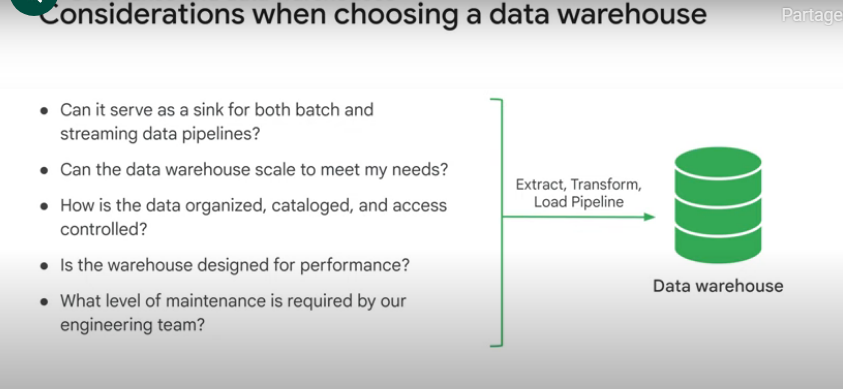 Considerations when choosing a data warehouse
Partage
• Can it serve as a sink for both batch and
streaming data pipelines?
• Can the data warehouse scale to meet my needs?
• How is the data organized, cataloged, and access
controlled?
• Is the warehouse designed for performance?
• What level of maintenance is required by our
engineering team?
Extract, Transform,
Load Pipeline
Data warehouse